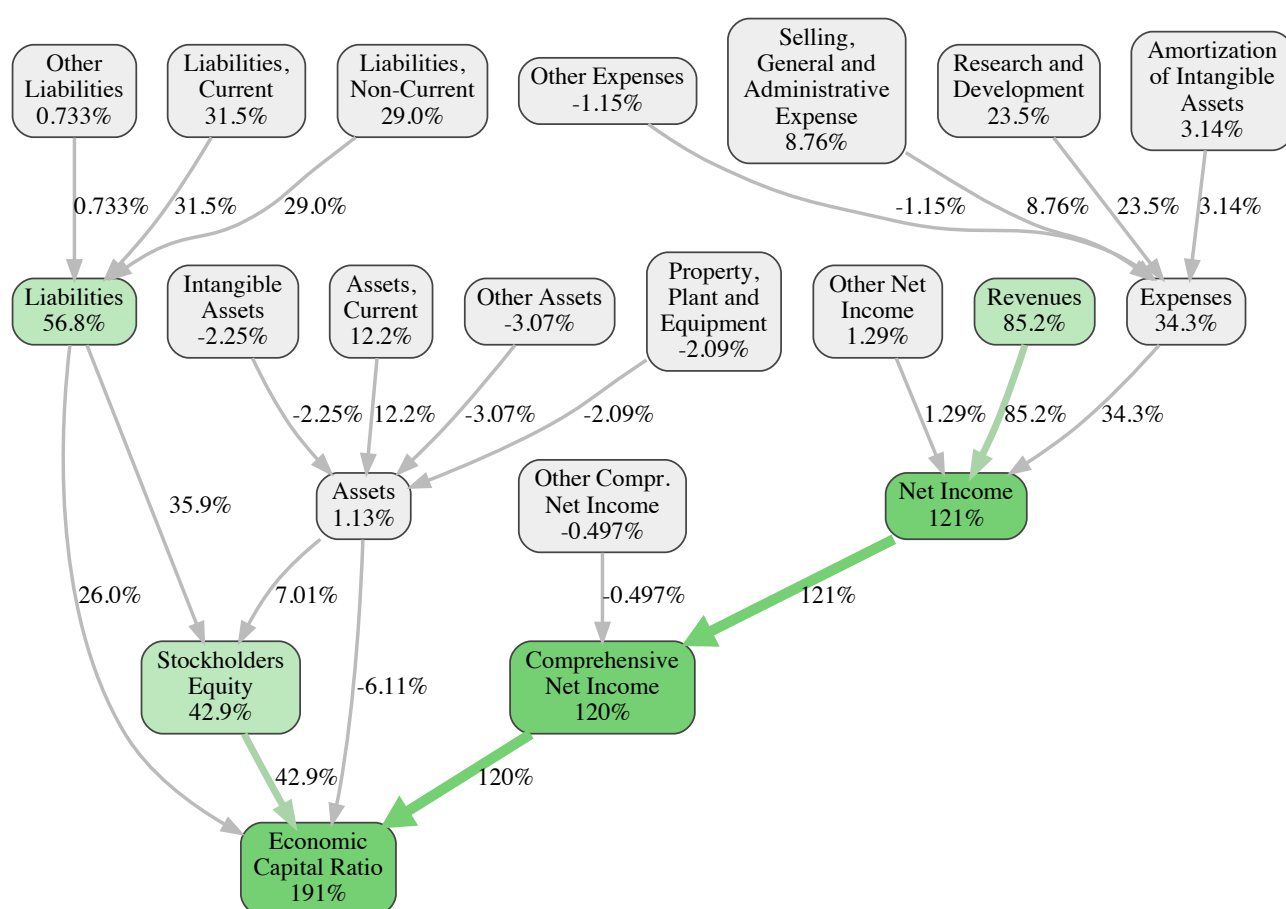 Other
Liabilities
0.733%
Liabilities,
Current
31.5%
Liabilities,
Non-Current
29.0%
Other Expenses
-1.15%
Selling,
General and
Administrative
Expense
8.76%
Research and
Development
23.5%
Amortization
of Intangible
Assets
3.14%
0.733%
31.5%
29.0%
-1.15%
8.76%
23.5%
3.14%
Liabilities
56.8%
Intangible
Assets
-2.25%
Assets,
Current
12.2%
Other Assets
-3.07%
Property,
Plant and
Equipment
-2.09%
Other Net
Income
1.29%
Revenues
85.2%
Expenses
34.3%
-2.25%
12.2%
-3.07%
-2.09%
1.29%
85.2%
34.3%
35.9%
Assets
1.13%
Other Compr.
Net Income
-0.497%
Net Income
121%
26.0%
7.01%
-0.497%
121%
Stockholders
Equity
42.9%
-6.11%
Comprehensive
Net Income
120%
42.9%
120%
Economic
Capital Ratio
191%